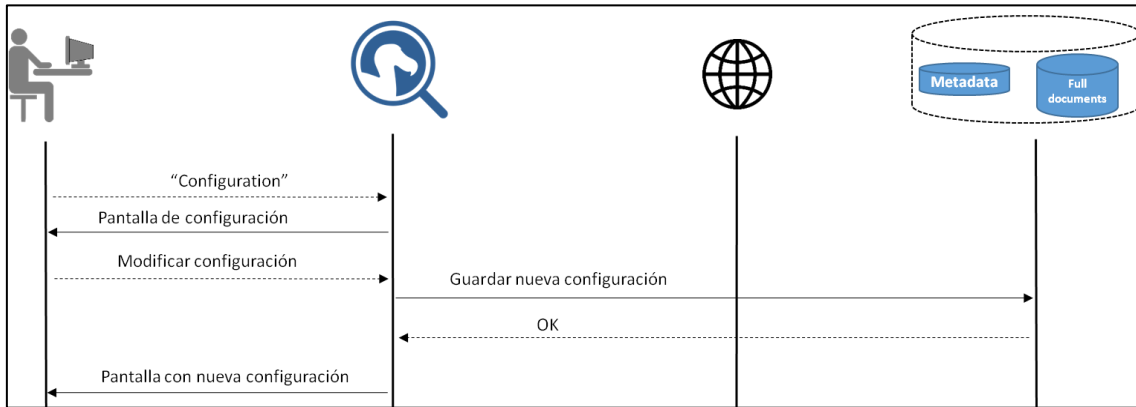 Metadata
Full
documents
“Configuration”
Pantalla de configuración
Modificar configuración
Guardar nueva configuración
OK
Pantalla con nueva configuración